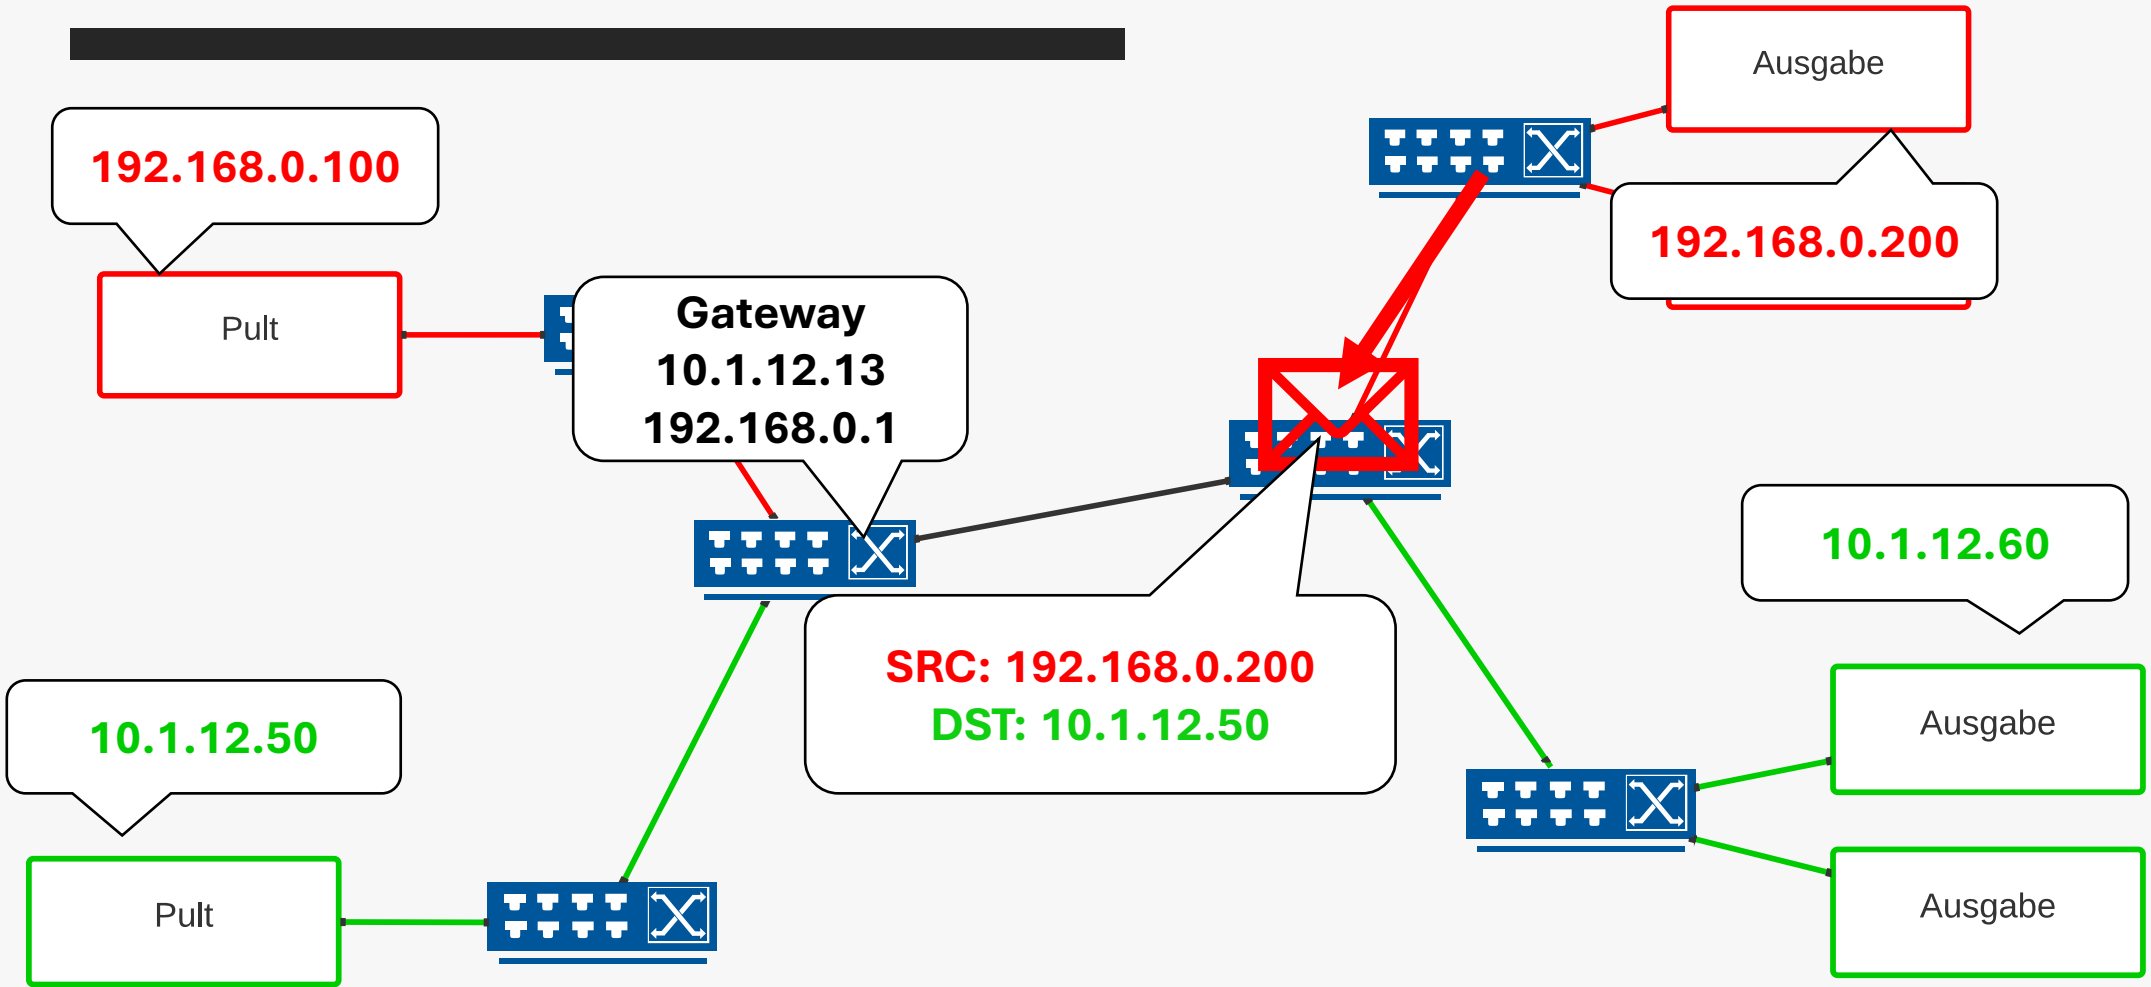 Ausgabe
192.168.0.100
192.168.0.200
Pult
Gateway
10.1.12.13
192.168.0.1
10.1.12.60
SRC: 192.168.0.200
DST: 10.1.12.50
10.1.12.50
Ausgabe
Pult
Ausgabe